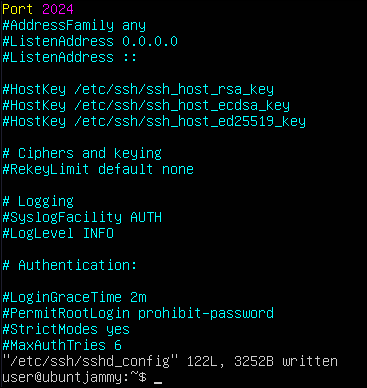 Port 2024
#AddressFamily any
#ListenAddress 0.0.0.0
#ListenAddress ::
#HostKey /etc/ssh/ssh_host_rsa_key
#HostKey /etc/ssh/ssh_host_ecdsa_key
#HostKey /etc/ssh/ssh_host_ed25519_key
# Ciphers and keying
#RekeyLimit default none
# Logging
#SyslogFacility AUTH
#LogLevel INFO
# Authentication:
#LoginGraceTime 2m
#PermitRootLogin prohibit-password
#StrictModes yes
#MaxAuthTries 6
"/etc/ssh/sshd_config" 122L, 3252B written
user@ubuntjammy:~$ _